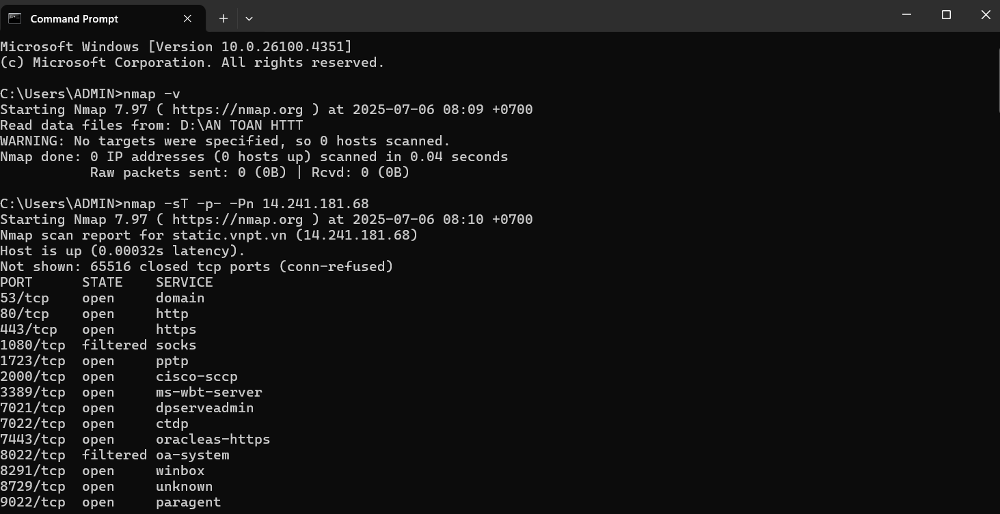 Command Prompt
Microsoft Windows [Version 10.0.26100.4351]
(c) Microsoft Corporation. All rights reserved.
C:\Users\ADMIN>nmap -v
Starting Nmap 7.97 ( https://nmap.org ) at 2025-07-06 08:09 +0700
Read data files from: D:\AN TOAN HTTT
WARNING: No targets were specified, so 0 hosts scanned.
Nmap done: 0 IP addresses (0 hosts up) scanned in 0.04 seconds
           Raw packets sent: 0 (0B) | Rcvd: 0 (0B)
C:\Users\ADMIN>nmap -sT -p- -Pn 14.241.181.68
Starting Nmap 7.97 ( https://nmap.org ) at 2025-07-06 08:10 +0700
Nmap scan report for static.vnpt.vn (14.241.181.68)
Host is up (0.00032s latency).
Not shown: 65516 closed tcp ports (conn-refused)
PORT      STATE    SERVICE
53/tcp    open     domain
80/tcp    open     http
443/tcp   open     https
1080/tcp  filtered socks
1723/tcp  open     pptp
2000/tcp  open     cisco-sccp
3389/tcp  open     ms-wbt-server
7021/tcp  open     dpserveadmin
7022/tcp  open     ctdp
7443/tcp  open     oracleas-https
8022/tcp  filtered oa-system
8291/tcp  open     winbox
8729/tcp  open     unknown
9022/tcp  open     paragent